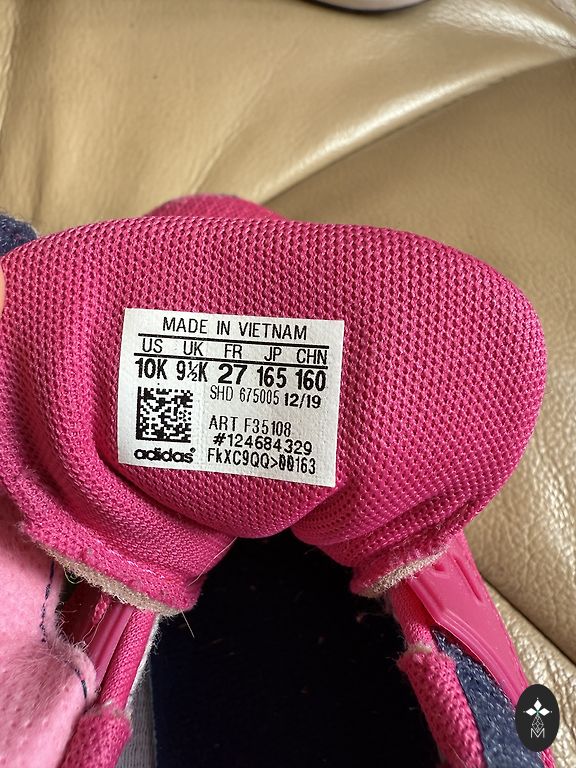 MADE IN VIETNAM
US UK FR JP CHN
10K 9½K 27 165 160
SHD 675005 12/19
ART F35108
#124684329
adidas FkXC9QQ>00163